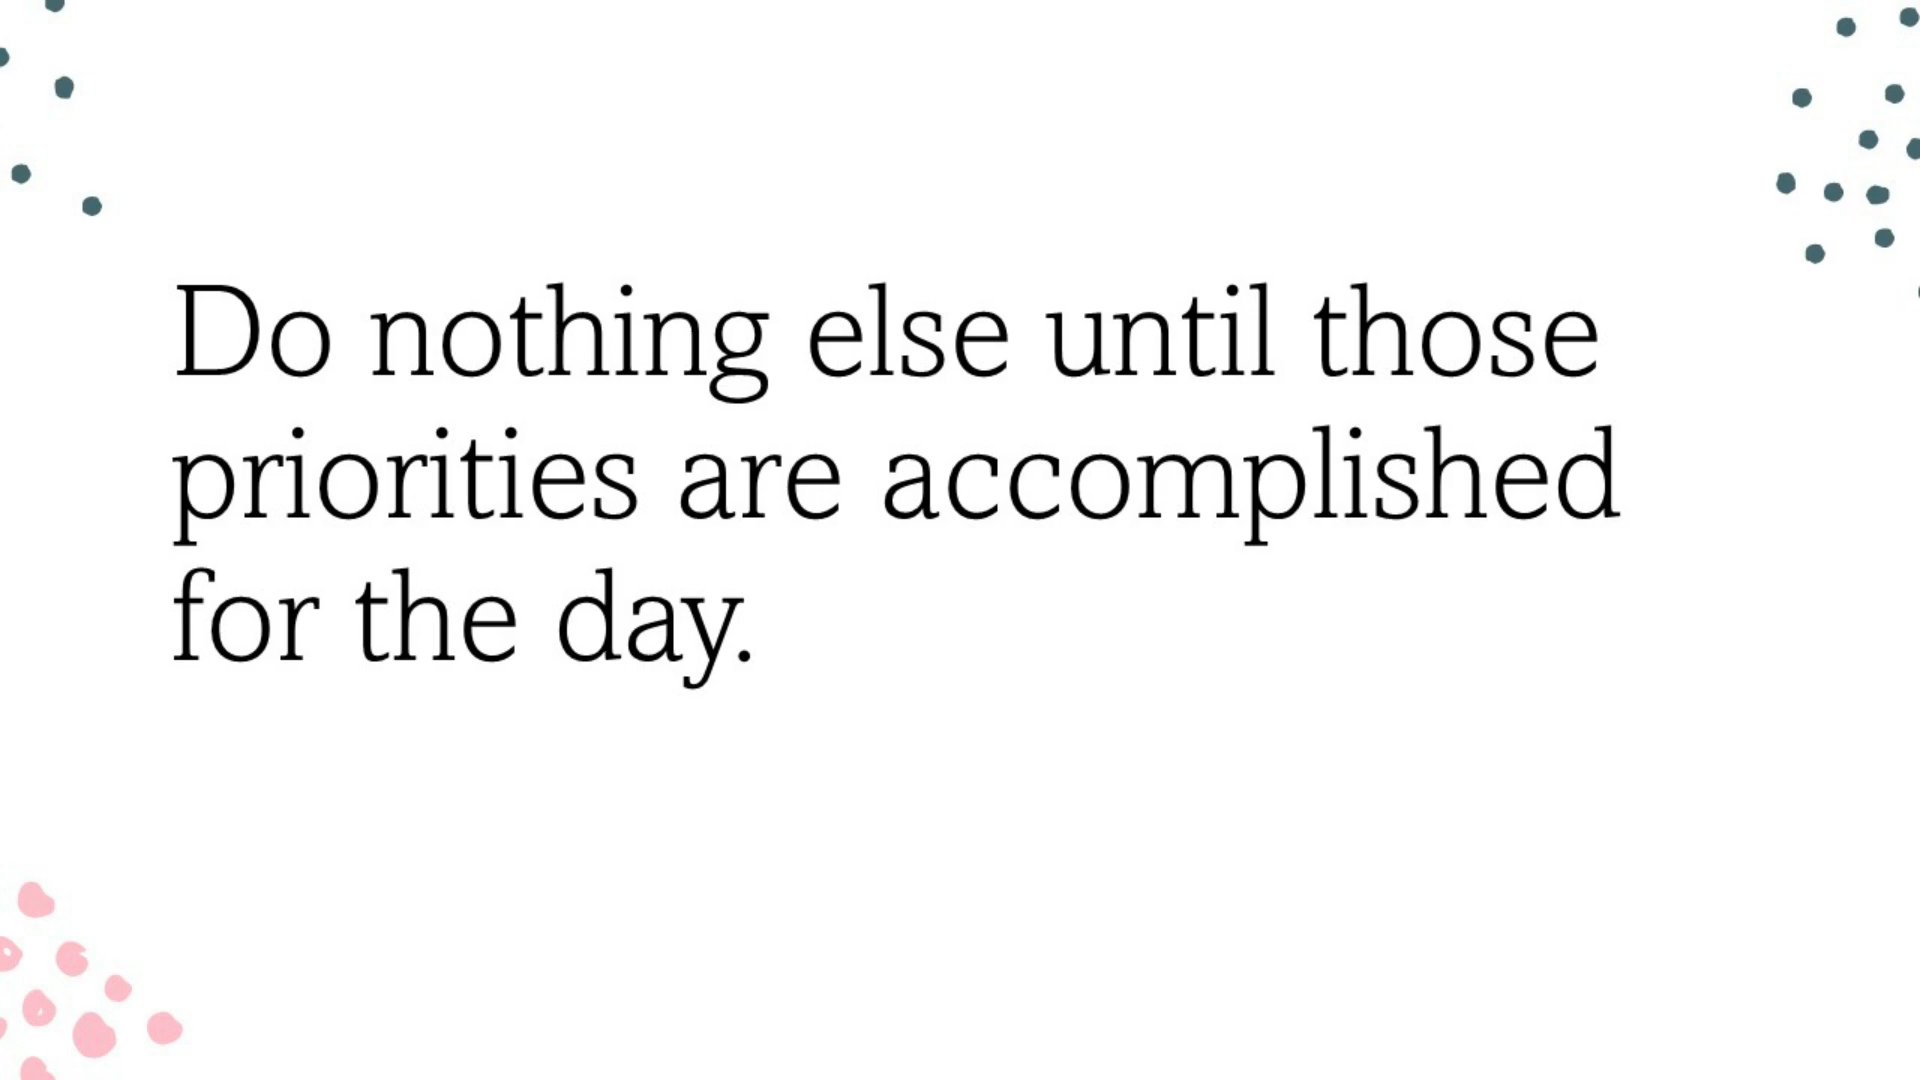 Do nothing else until those
priorities are accomplished
for the day.